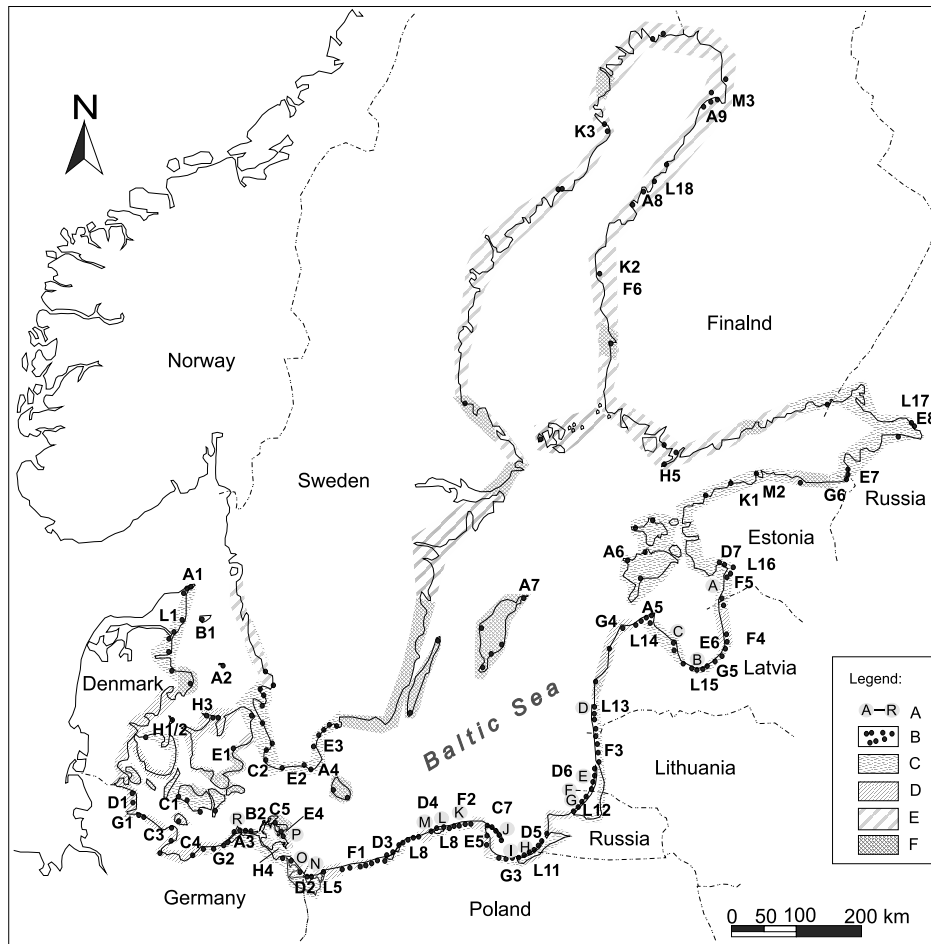 N
M3
A9
K3
L18
A8
K2
F6
Finalnd
Norway
L17
E8
H5
Sweden
E7
M2
G6
K1
Russia
Estonia
A6
D7
L16
A1
A7
A
F5
L1
B1
G4
A5
L14
C
E6
F4
A2
B
G5
Latvia
L15
Denmark
Legend:
H3
D
L13
A–R A
H1/2
Baltic Sea
B
E1
E3
F3
C
C2
E2
A4
D6
E
Lithuania
D
F
D1
C1
G
L12
E
G1
B2
C5
D4
F2
C7
Russia
F
C3
R
E4
M
L
J
D5
C4
A3
P
D3
L8
L8
E5
H
G2
H4
O
N
F1
I
L11
D2
L5
G3
Germany
Poland
0 50 100 200 km